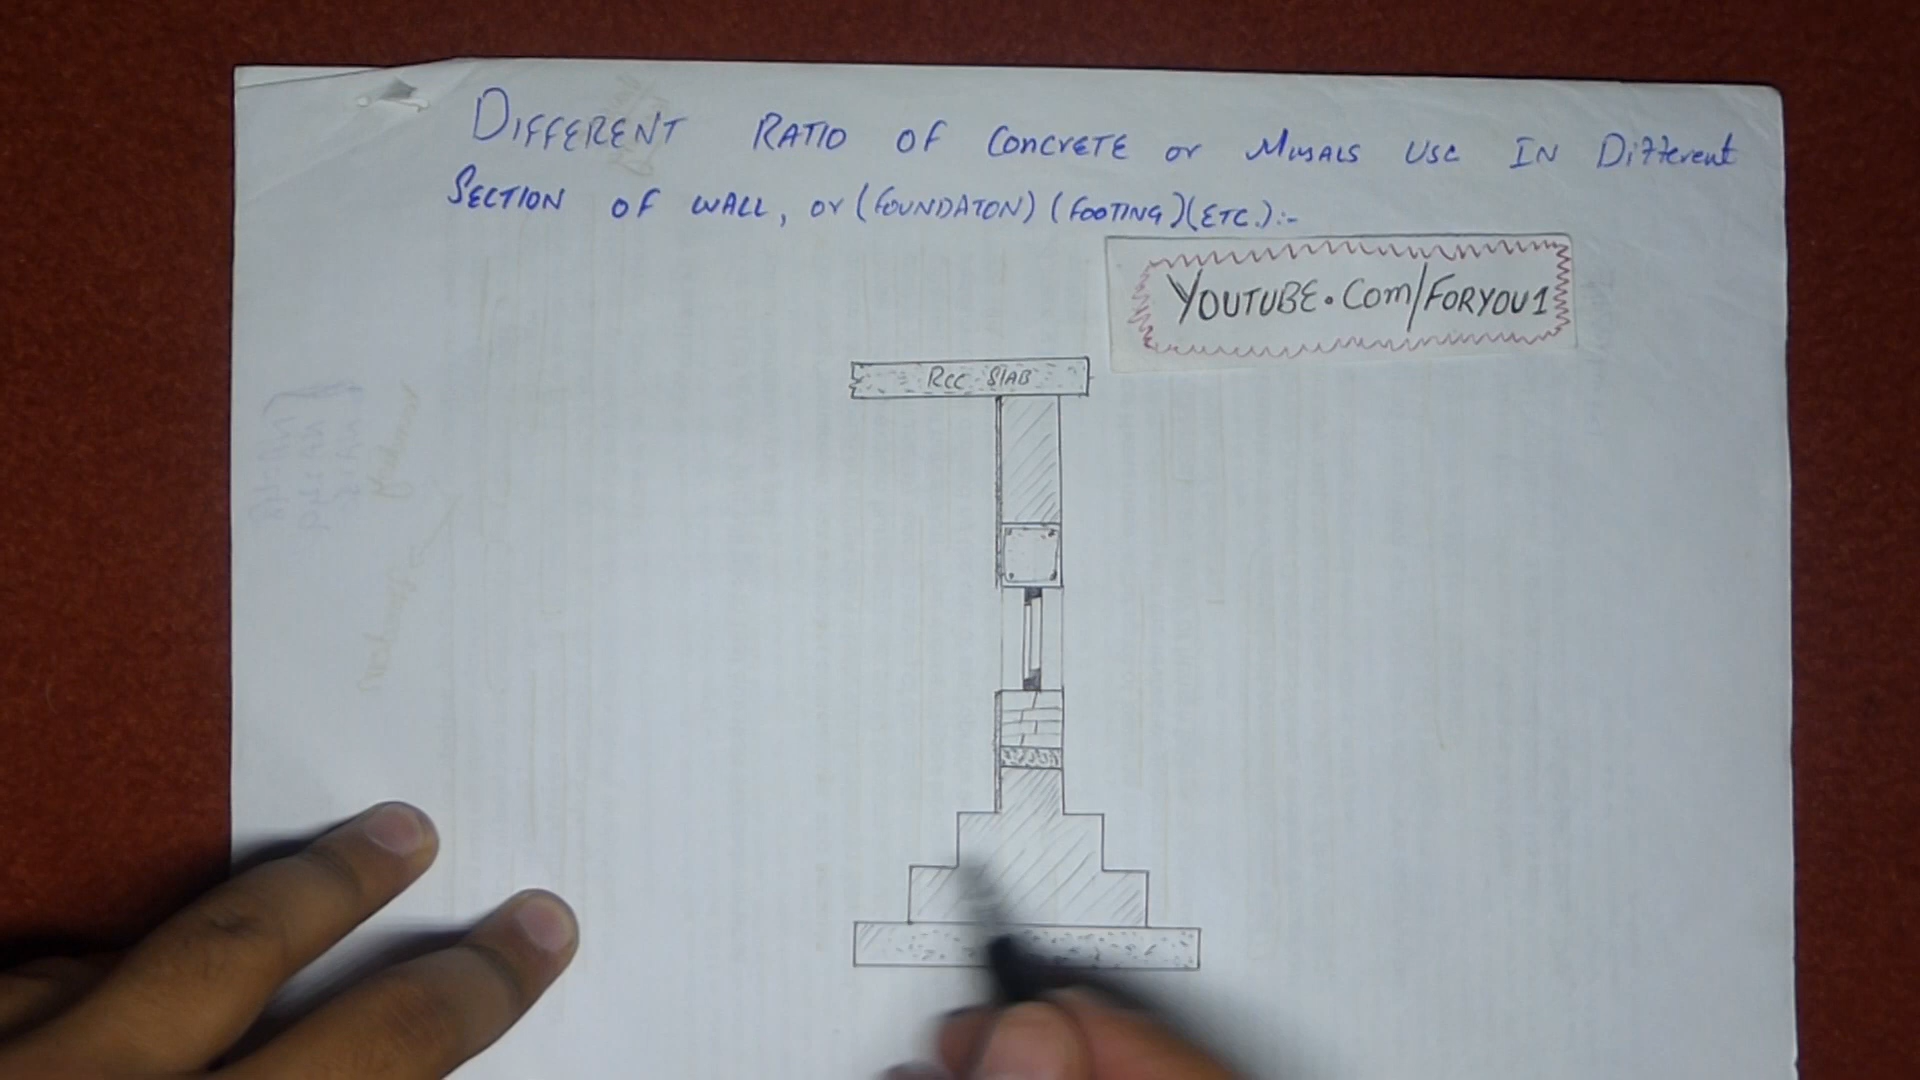 DIFFERENT RATIO OF CONCRETE or MUSALS USE IN Different
SECTION OF WALL, or (FOUNDATON) (FOOTING)(ETC.):-
YOUTUBE.Com/FORYOU1
RCC SLAB